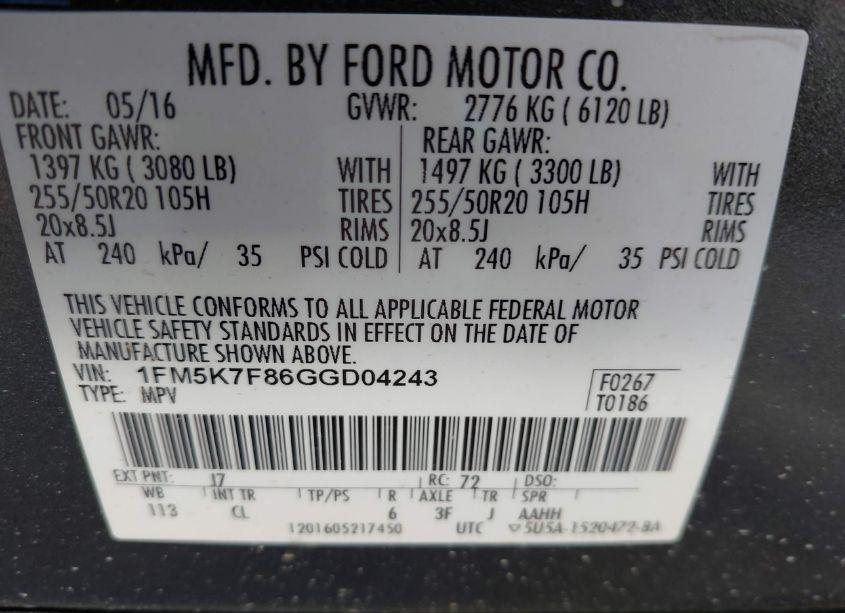 MFD. BY FORD MOTOR CO.
DATE: 05/16 GVWR: 2776 KG ( 6120 LB)
FRONT GAWR: REAR GAWR:
1397 KG ( 3080 LB) WITH 1497 KG ( 3300 LB) WITH
255/50R20 105H TIRES 255/50R20 105H TIRES
20x8.5J RIMS 20x8.5J RIMS
AT 240 kPa/ 35 PSI COLD AT 240 kPa/ 35 PSI COLD
THIS VEHICLE CONFORMS TO ALL APPLICABLE FEDERAL MOTOR
VEHICLE SAFETY STANDARDS IN EFFECT ON THE DATE OF
MANUFACTURE SHOWN ABOVE.
VIN: 1FM5K7F86GGD04243
TYPE: MPV
F0267
T0186
EXT PNT: J7 RC: 72 DSO:
WB INT TR TP/PS R AXLE TR SPR
113 CL 6 3F J AAHH
1201605217450 UTC ▽5U5A-1520472-BA